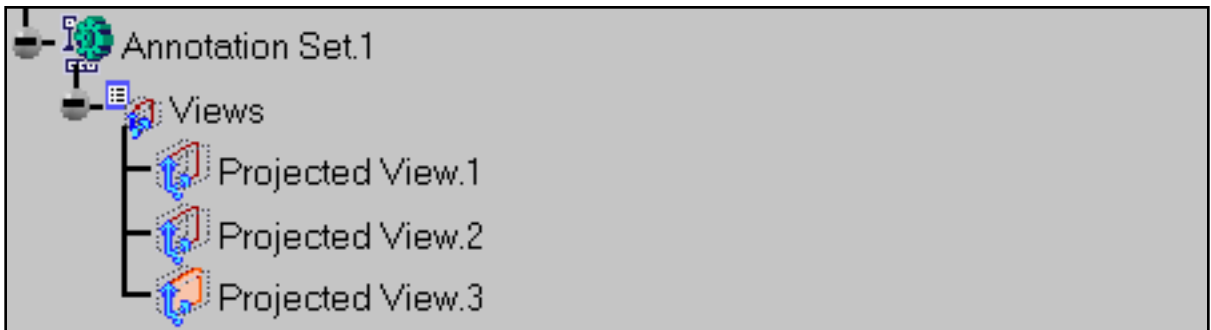 Annotation Set.1
Views
Projected View.1
Projected View.2
Projected View.3